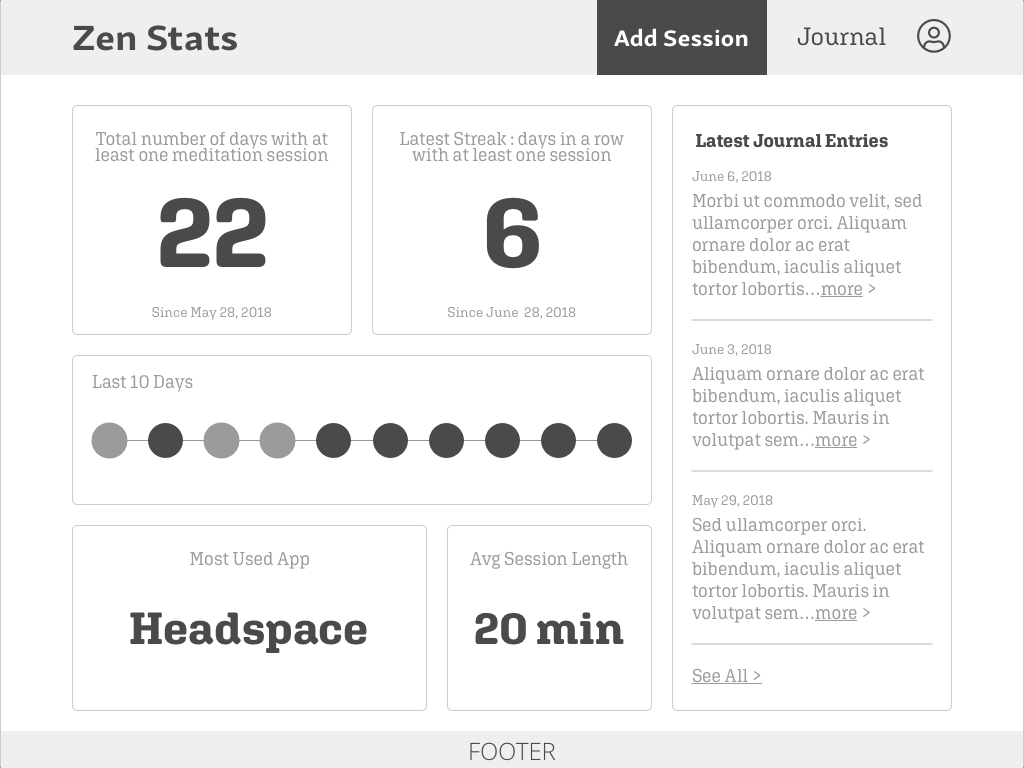 Zen Stats
Add Session
Journal
Total number of days with at
least one meditation session
22
Since May 28, 2018
Latest Streak : days in a row
with at least one session
6
Since June 28, 2018
Last 10 Days
Most Used App
Headspace
Avg Session Length
20 min
Latest Journal Entries
June 6, 2018
Morbi ut commodo velit, sed
ullamcorper orci. Aliquam
ornare dolor ac erat
bibendum, iaculis aliquet
tortor lobortis...more >
June 3, 2018
Aliquam ornare dolor ac erat
bibendum, iaculis aliquet
tortor lobortis. Mauris in
volutpat sem...more >
May 29, 2018
Sed ullamcorper orci.
Aliquam ornare dolor ac erat
bibendum, iaculis aliquet
tortor lobortis. Mauris in
volutpat sem...more >
See All >
FOOTER